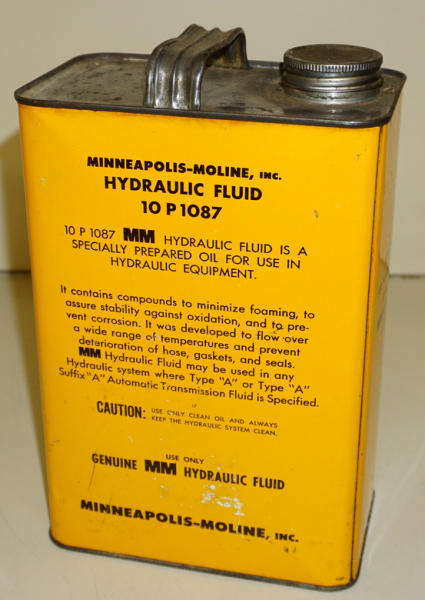 MINNEAPOLIS-MOLINE, INC.
HYDRAULIC FLUID
10 P 1087
10 P 1087 MM HYDRAULIC FLUID IS A
SPECIALLY PREPARED OIL FOR USE IN
HYDRAULIC EQUIPMENT.
It contains compounds to minimize foaming, to
assure stability against oxidation, and to pre-
vent corrosion. It was developed to flow over
a wide range of temperatures and prevent
deterioration of hose, gaskets, and seals.
MM Hydraulic Fluid may be used in any
Hydraulic system where Type "A" or Type "A"
Suffix "A" Automatic Transmission Fluid is Specified.
CAUTION: USE ONLY CLEAN OIL AND ALWAYS
KEEP THE HYDRAULIC SYSTEM CLEAN.
USE ONLY
GENUINE MM HYDRAULIC FLUID
MINNEAPOLIS-MOLINE, INC.